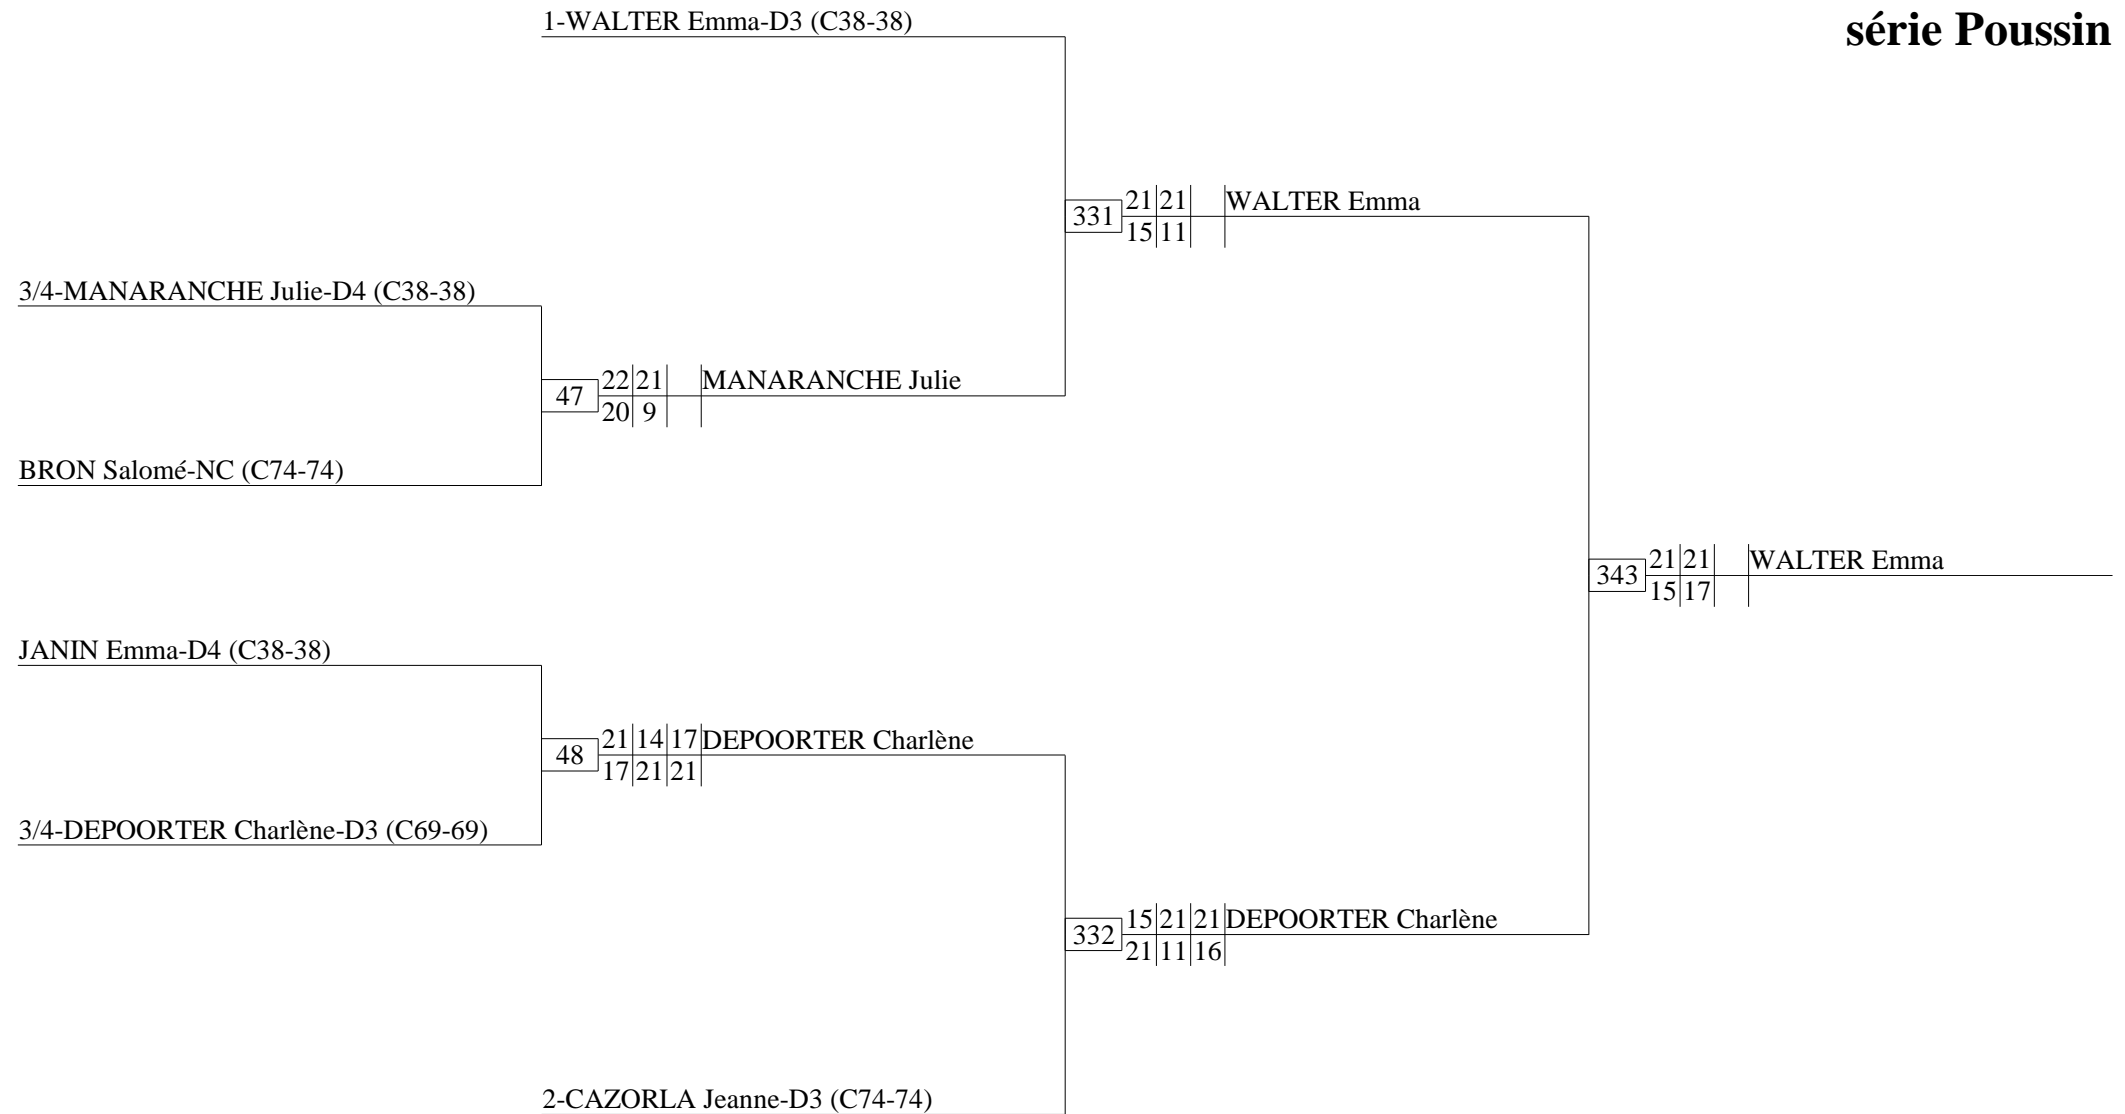 1-WALTER Emma-D3 (C38-38)
série Poussin
21 21 WALTER Emma
331
15 11
3/4-MANARANCHE Julie-D4 (C38-38)
22 21 MANARANCHE Julie
47
20 9
BRON Salomé-NC (C74-74)
21 21 WALTER Emma
343
15 17
JANIN Emma-D4 (C38-38)
21 14 17 DEPOORTER Charlène
48
17 21 21
3/4-DEPOORTER Charlène-D3 (C69-69)
15 21 21 DEPOORTER Charlène
332
21 11 16
2-CAZORLA Jeanne-D3 (C74-74)